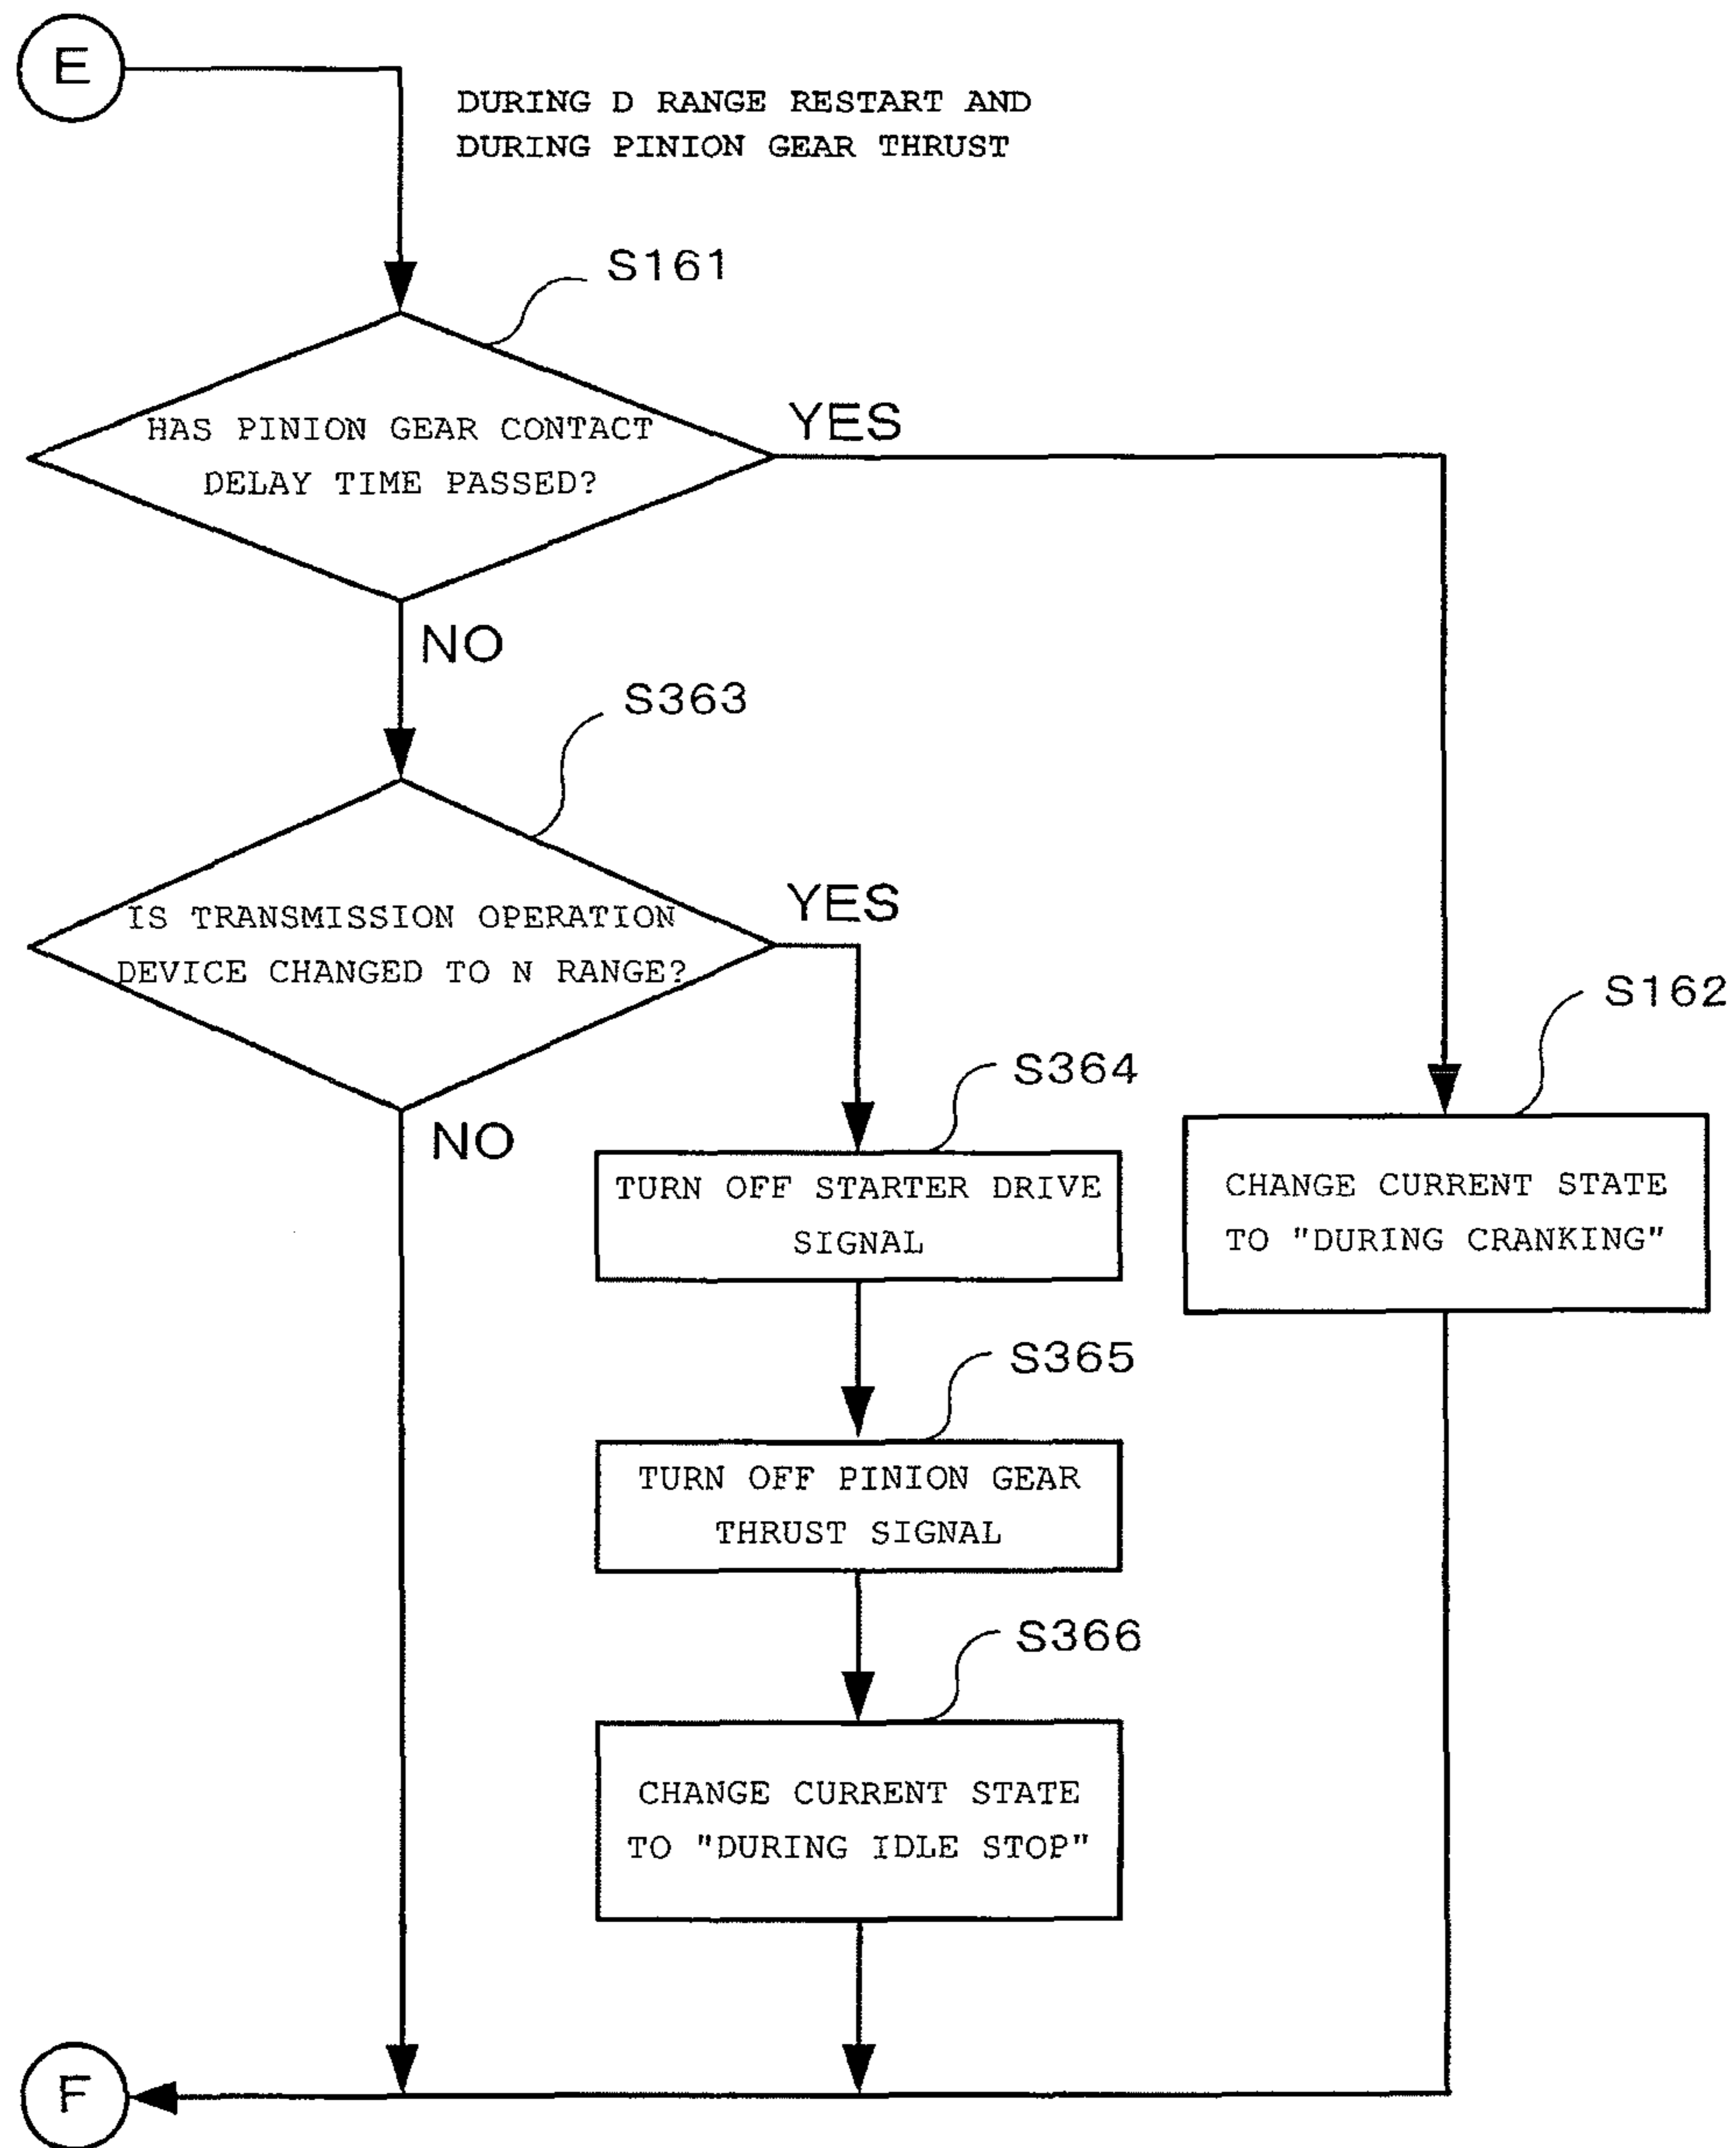 E
DURING D RANGE RESTART AND
DURING PINION GEAR THRUST
S161
HAS PINION GEAR CONTACT
DELAY TIME PASSED?
YES
NO
S363
IS TRANSMISSION OPERATION
DEVICE CHANGED TO N RANGE?
YES
NO
S364
TURN OFF STARTER DRIVE
SIGNAL
S162
CHANGE CURRENT STATE
TO "DURING CRANKING"
S365
TURN OFF PINION GEAR
THRUST SIGNAL
S366
CHANGE CURRENT STATE
TO "DURING IDLE STOP"
F